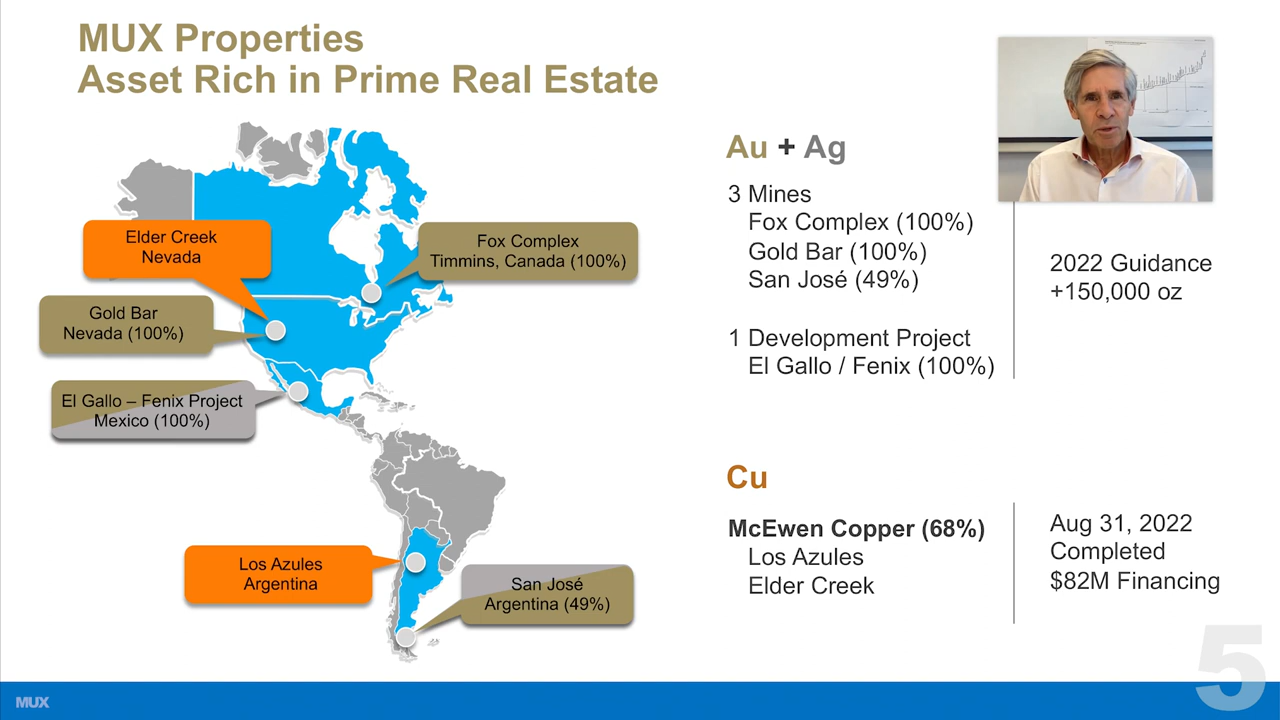 MUX Properties
Asset Rich in Prime Real Estate
Elder Creek
Nevada
Fox Complex
Timmins, Canada (100%)
Gold Bar
Nevada (100%)
El Gallo – Fenix Project
Mexico (100%)
Los Azules
Argentina
San José
Argentina (49%)
Au + Ag
3 Mines
Fox Complex (100%)
Gold Bar (100%)
San José (49%)
1 Development Project
El Gallo / Fenix (100%)
2022 Guidance
+150,000 oz
Cu
McEwen Copper (68%)
Los Azules
Elder Creek
Aug 31, 2022
Completed
$82M Financing
MUX
5